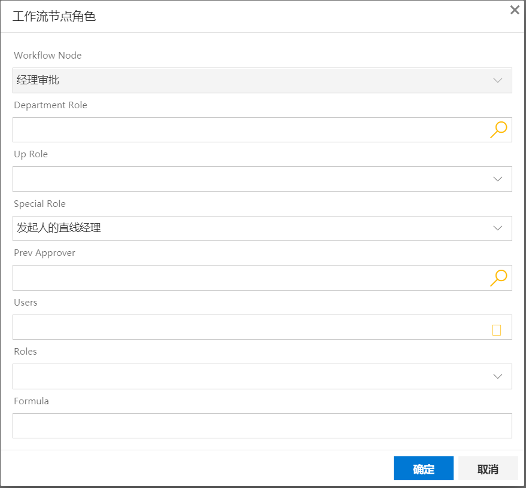 工作流节点角色
Workflow Node
经理审批
Department Role
Up Role
Special Role
发起人的直线经理
Prev Approver
Users
Roles
Formula
确定
取消